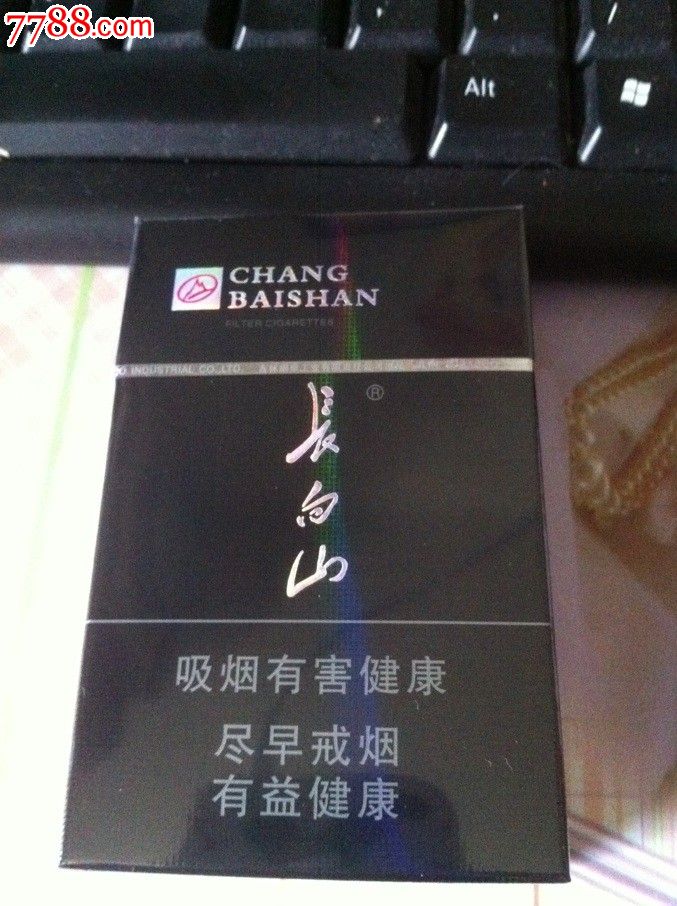 7788.com
Alt
CHANG
BAISHAN
FILTER CIGARETTES
INDUSTRIAL CO., LTD.
®
長白山
吸烟有害健康
尽早戒烟
有益健康